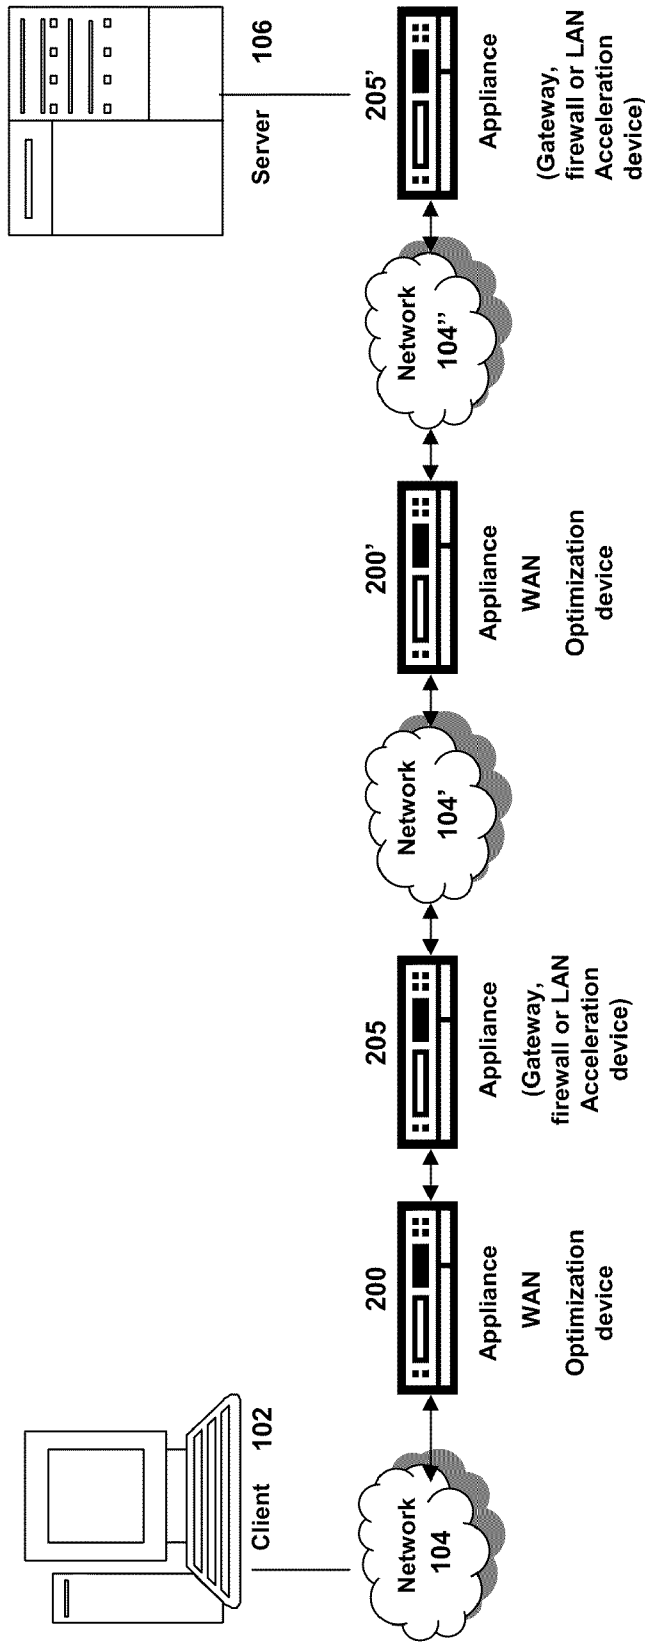 Client 102
Server 106
Network
104
200
Appliance
WAN
Optimization
device
205
Appliance
(Gateway,
firewall or LAN
Acceleration
device)
Network
104’
200’
Appliance
WAN
Optimization
device
Network
104”
205’
Appliance
(Gateway,
firewall or LAN
Acceleration
device)